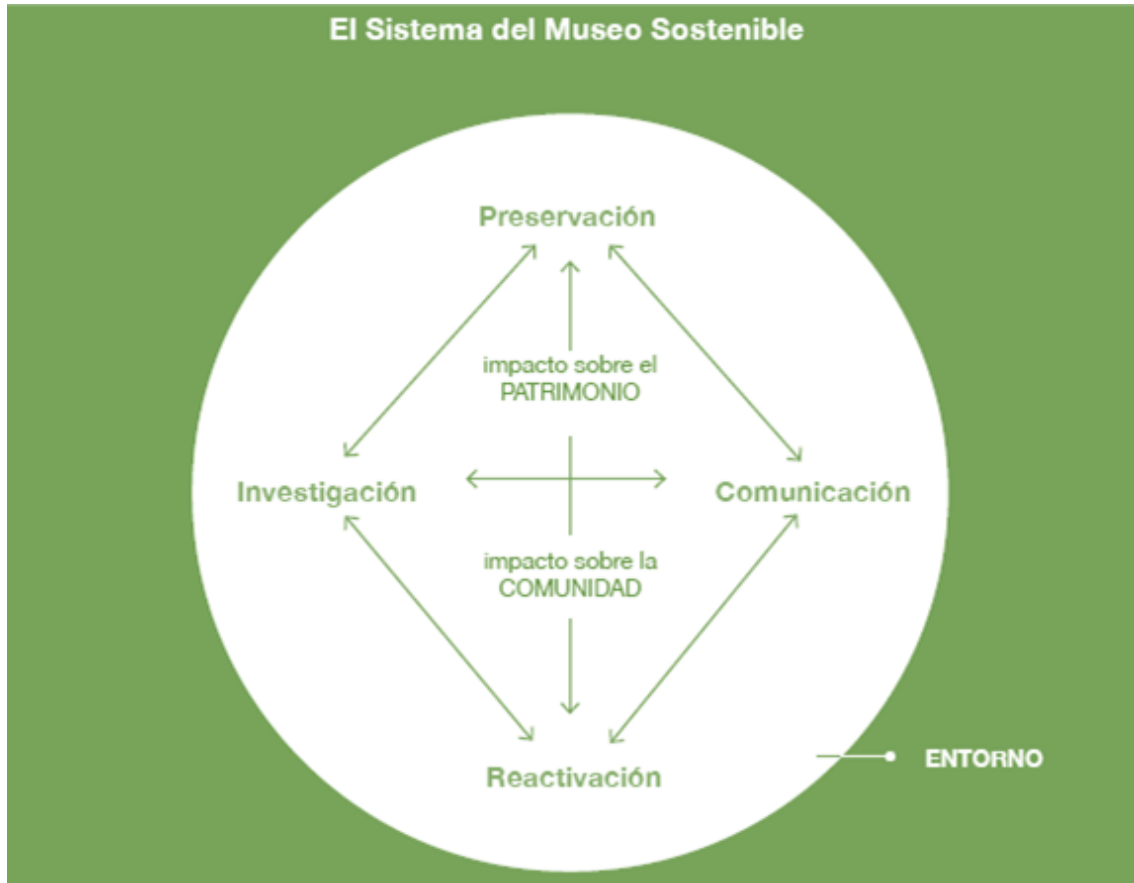 El Sistema del Museo Sostenible
Preservación
impacto sobre el
PATRIMONIO
Investigación
Comunicación
impacto sobre la
COMUNIDAD
ENTORNO
Reactivación